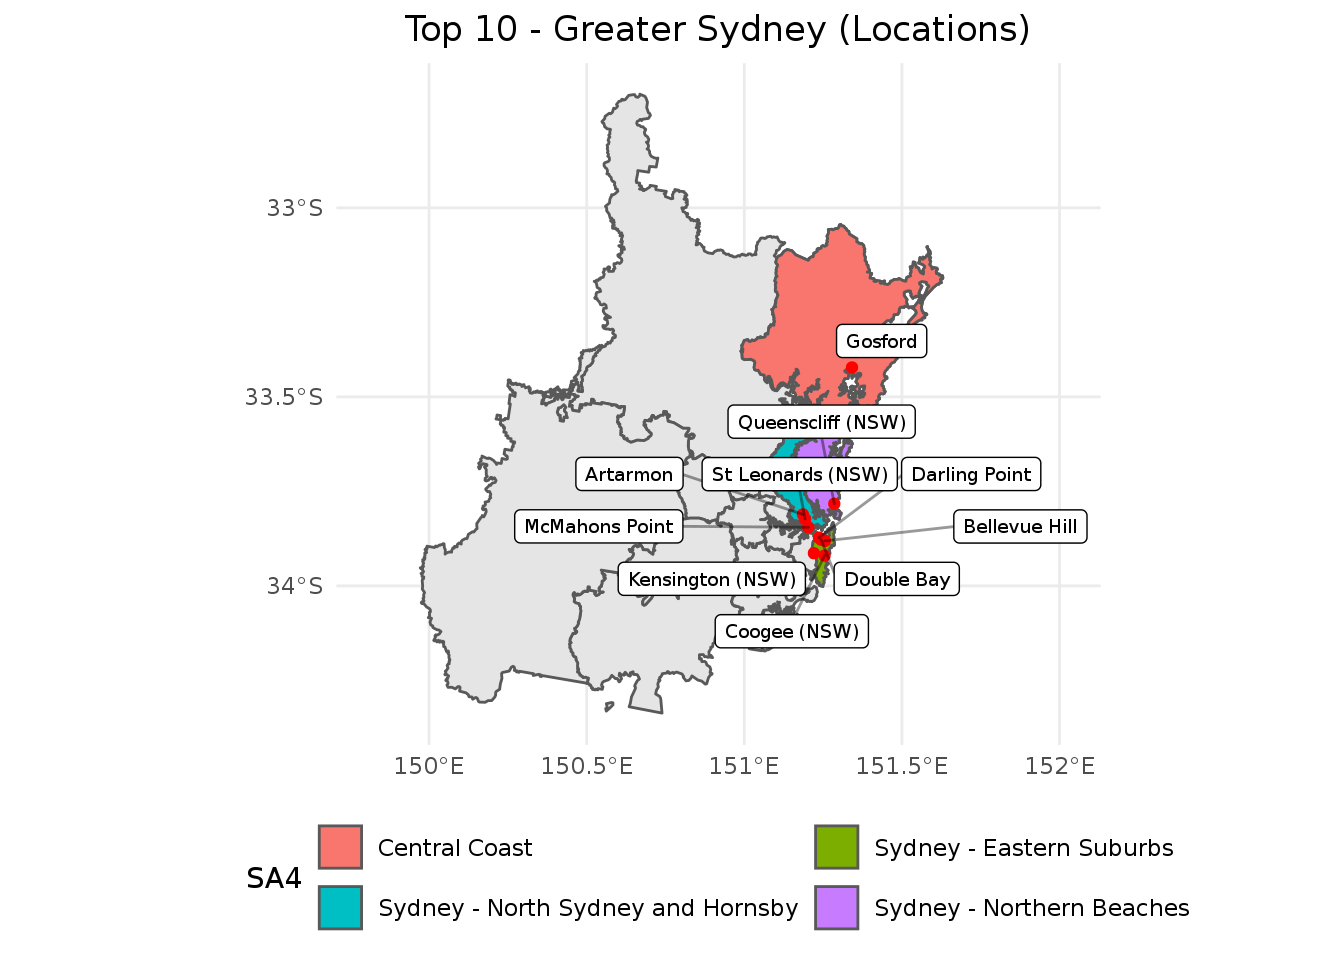 Top 10 - Greater Sydney (Locations)
33°S
Gosford
33.5°S
Queenscliff (NSW)
Artarmon
St Leonards (NSW)
Darling Point
McMahons Point
Bellevue Hill
Kensington (NSW)
Double Bay
34°S
Coogee (NSW)
150°E
150.5°E
151°E
151.5°E
152°E
SA4
Central Coast
Sydney - Eastern Suburbs
Sydney - North Sydney and Hornsby
Sydney - Northern Beaches